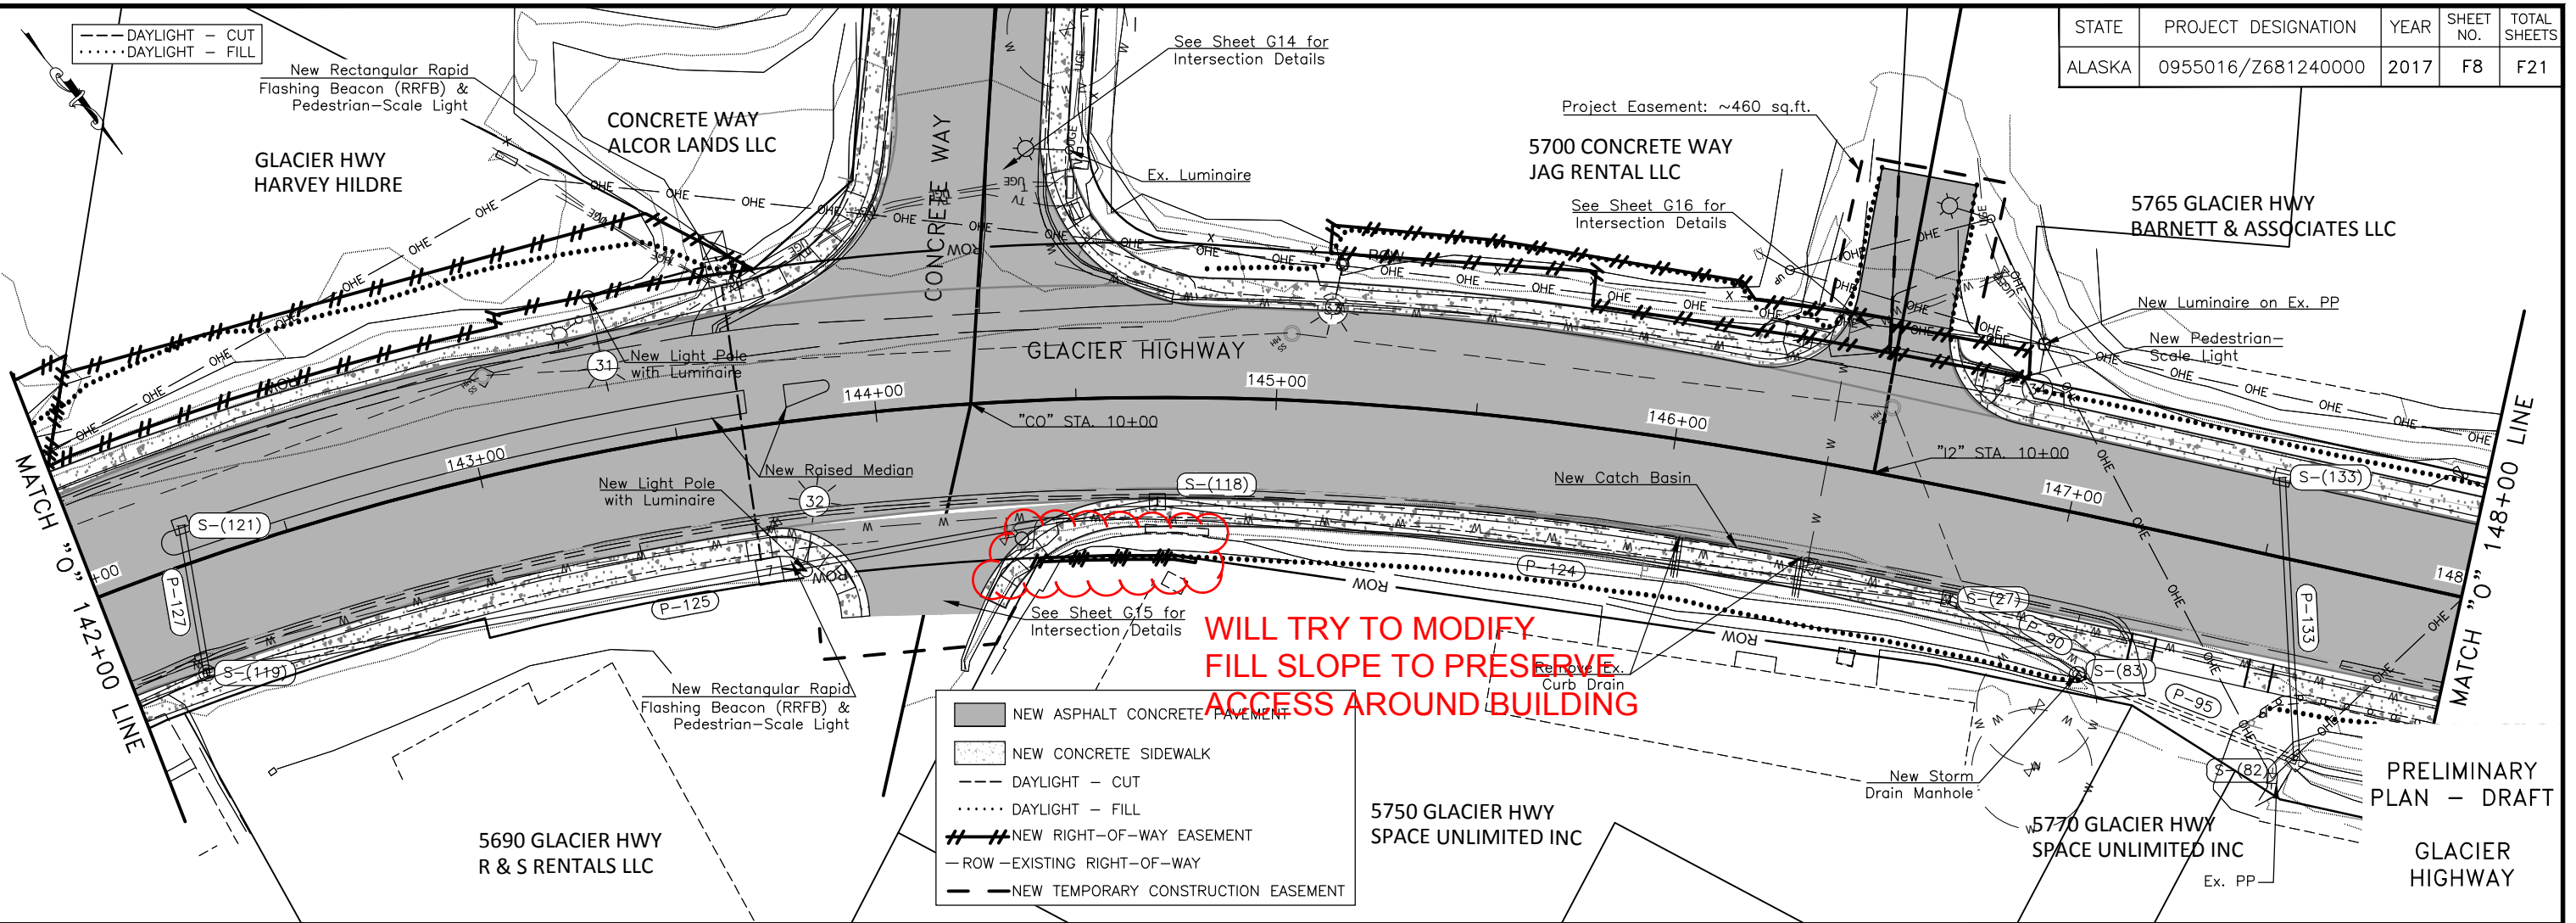 DAYLIGHT – CUT
DAYLIGHT – FILL
New Rectangular Rapid
Flashing Beacon (RRFB) &
Pedestrian–Scale Light
CONCRETE WAY
ALCOR LANDS LLC
GLACIER HWY
HARVEY HILDRE
CONCRETE WAY
See Sheet G14 for
Intersection Details
Ex. Luminaire
Project Easement: ~460 sq.ft.
5700 CONCRETE WAY
JAG RENTAL LLC
See Sheet G16 for
Intersection Details
STATE PROJECT DESIGNATION YEAR SHEET NO. TOTAL SHEETS
ALASKA 0955016/Z681240000 2017 F8 F21
5765 GLACIER HWY
BARNETT & ASSOCIATES LLC
New Luminaire on Ex. PP
New Pedestrian–
Scale Light
New Light Pole
with Luminaire
31
GLACIER HIGHWAY
143+00
144+00
145+00
146+00
147+00
148
+00
"CO" STA. 10+00
"I2" STA. 10+00
New Raised Median
New Light Pole
with Luminaire
32
S–(118)
New Catch Basin
S–(133)
S–(121)
P–127
S–(119)
P–125
P–124
S–(27)
P–90
S–(83)
P–133
P–95
S–(82)
MATCH "O" 142+00 LINE
MATCH "O" 148+00 LINE
ROW
ROW
ROW
ROW
See Sheet G15 for
Intersection Details
WILL TRY TO MODIFY
FILL SLOPE TO PRESERVE
ACCESS AROUND BUILDING
Remove Ex.
Curb Drain
New Rectangular Rapid
Flashing Beacon (RRFB) &
Pedestrian–Scale Light
NEW ASPHALT CONCRETE PAVEMENT
NEW CONCRETE SIDEWALK
DAYLIGHT – CUT
DAYLIGHT – FILL
NEW RIGHT–OF–WAY EASEMENT
ROW EXISTING RIGHT–OF–WAY
NEW TEMPORARY CONSTRUCTION EASEMENT
5690 GLACIER HWY
R & S RENTALS LLC
5750 GLACIER HWY
SPACE UNLIMITED INC
New Storm
Drain Manhole
5770 GLACIER HWY
SPACE UNLIMITED INC
Ex. PP
PRELIMINARY
PLAN – DRAFT
GLACIER
HIGHWAY